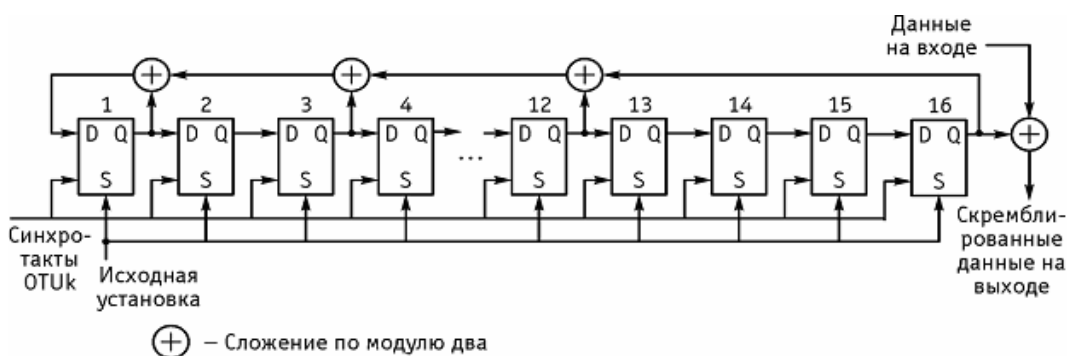 Данные
на входе
1 2 3 4 12 13 14 15 16
D Q D Q D Q D Q ... D Q D Q D Q D Q D Q
S S S S S S S S S
Синхро-
такты
OTUk
Исходная
установка
Скрембли-
рованные
данные на
выходе
+ – Сложение по модулю два